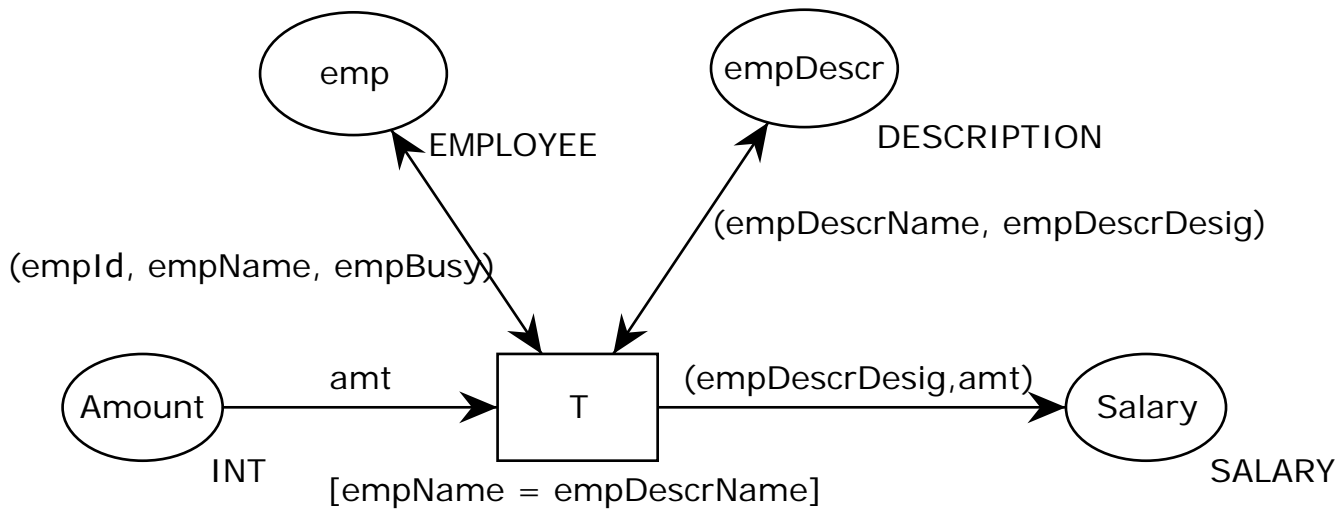 emp
empDescr
EMPLOYEE
DESCRIPTION
(empDescrName, empDescrDesig)
(empId, empName, empBusy)
amt
(empDescrDesig,amt)
Amount
T
Salary
INT
SALARY
[empName = empDescrName]